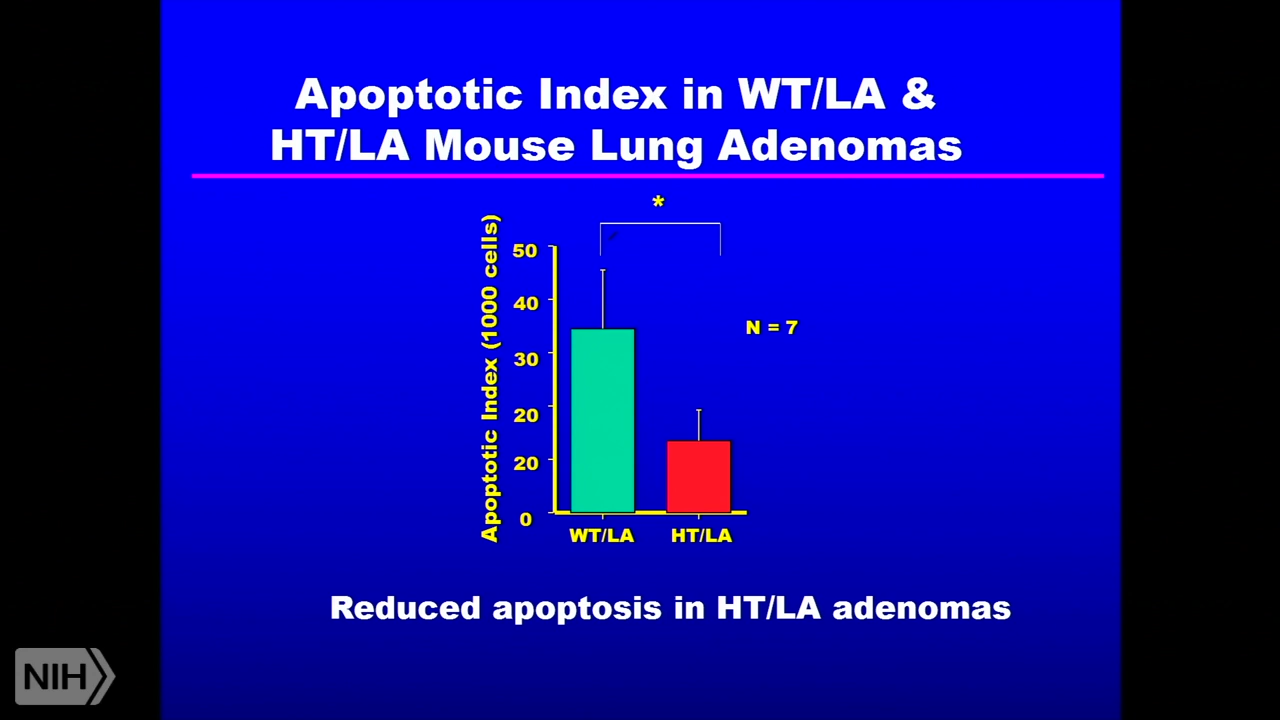 Apoptotic Index in WT/LA &
HT/LA Mouse Lung Adenomas
*
Apoptotic Index (1000 cells)
50
40
30
20
20
0
N = 7
WT/LA
HT/LA
Reduced apoptosis in HT/LA adenomas
NIH